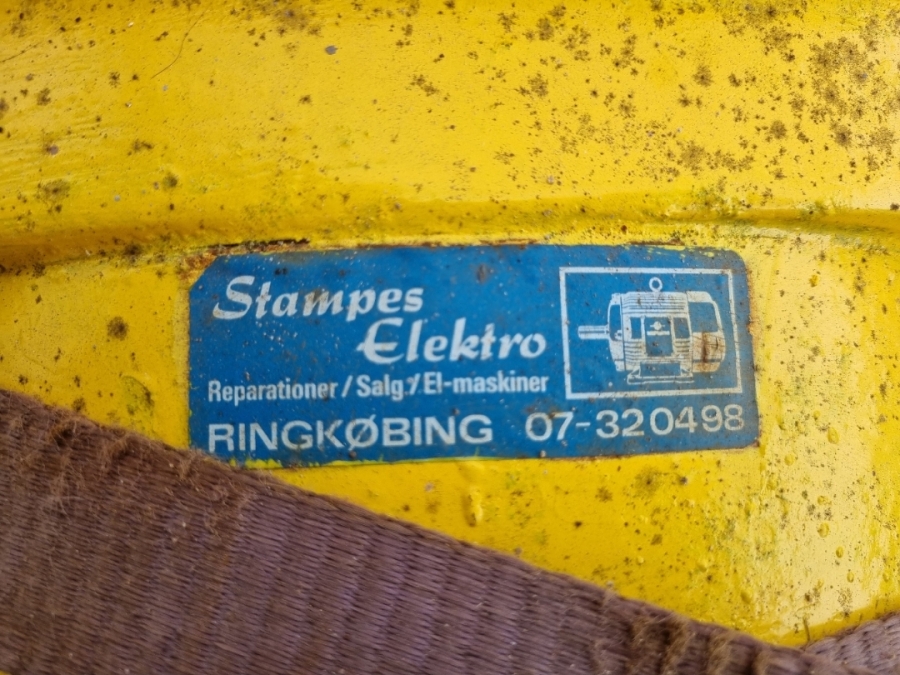 Stampes
Elektro
Reparationer / Salg / El-maskiner
RINGKØBING 07-320498